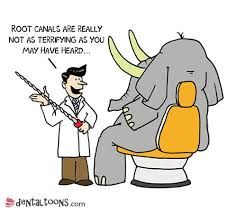 ROOT CANALS ARE REALLY
NOT AS TERRIFYING AS YOU
MAY HAVE HEARD...
dentaltoons.com